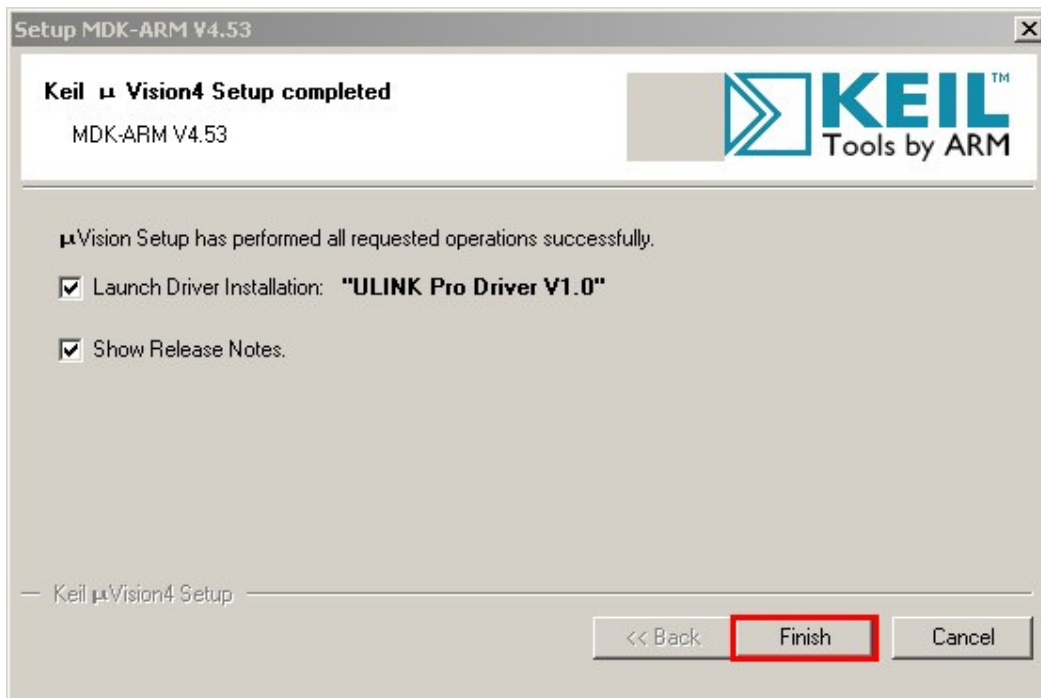 Setup MDK-ARM V4.53
Keil μ Vision4 Setup completed
MDK-ARM V4.53
KEIL™
Tools by ARM
μVision Setup has performed all requested operations successfully.
Launch Driver Installation: "ULINK Pro Driver V1.0"
Show Release Notes.
Keil μVision4 Setup
<< Back Finish Cancel